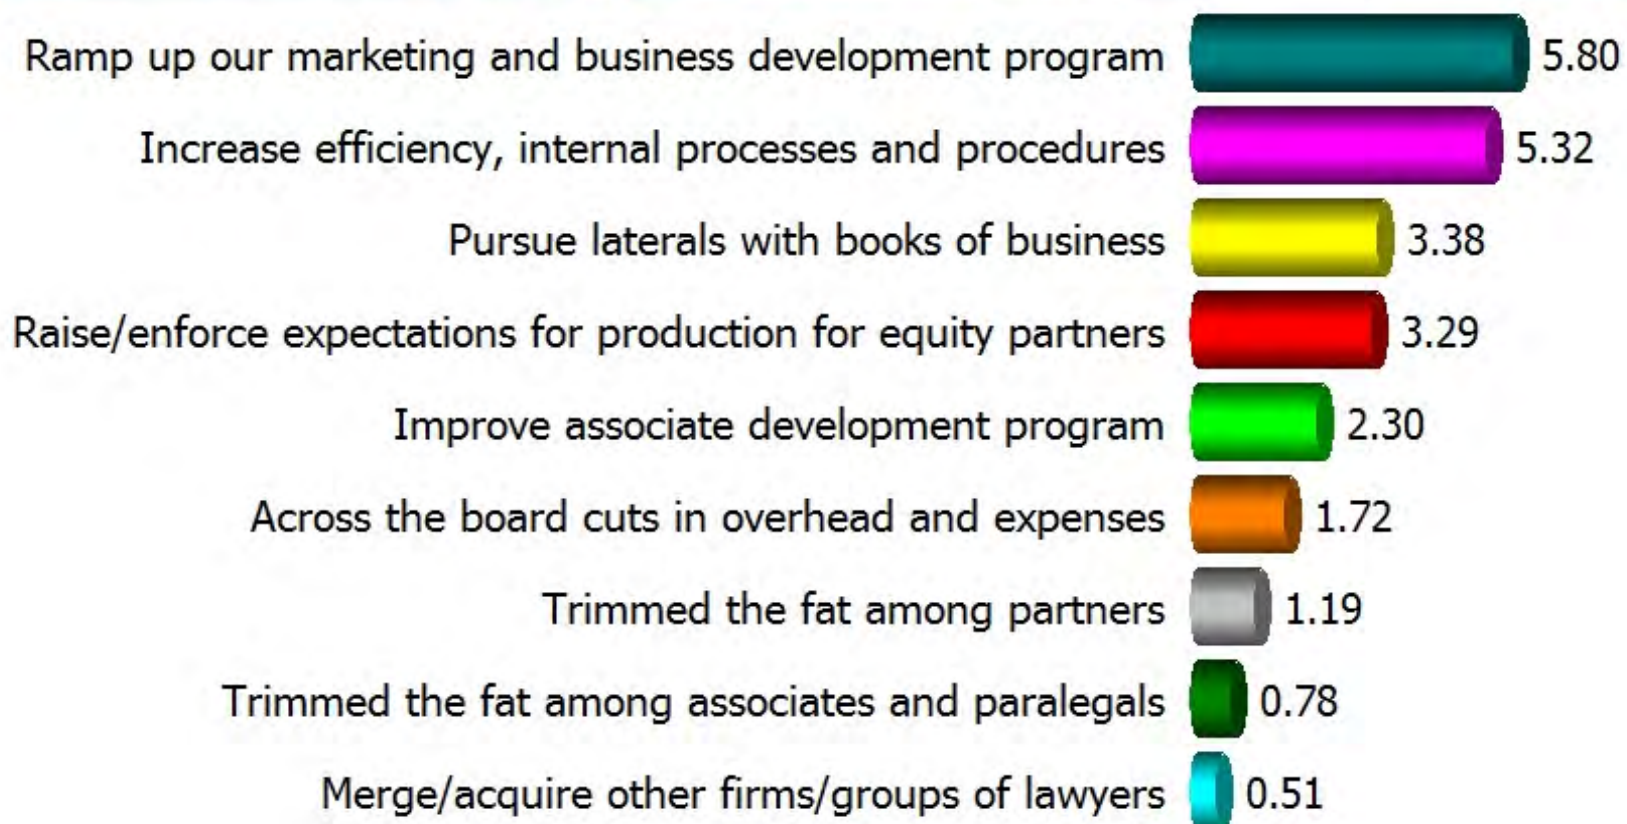 Ramp up our marketing and business development program 5.80
Increase efficiency, internal processes and procedures 5.32
Pursue laterals with books of business 3.38
Raise/enforce expectations for production for equity partners 3.29
Improve associate development program 2.30
Across the board cuts in overhead and expenses 1.72
Trimmed the fat among partners 1.19
Trimmed the fat among associates and paralegals 0.78
Merge/acquire other firms/groups of lawyers 0.51